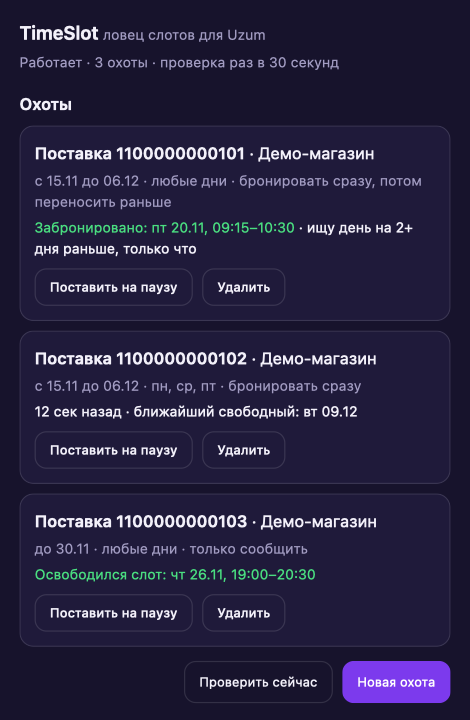 TimeSlot ловец слотов для Uzum
Работает · 3 охоты · проверка раз в 30 секунд
Охоты
Поставка 1100000000101 · Демо-магазин
с 15.11 до 06.12 · любые дни · бронировать сразу, потом
переносить раньше
Забронировано: пт 20.11, 09:15–10:30 · ищу день на 2+
дня раньше, только что
Поставить на паузу Удалить
Поставка 1100000000102 · Демо-магазин
с 15.11 до 06.12 · пн, ср, пт · бронировать сразу
12 сек назад · ближайший свободный: вт 09.12
Поставить на паузу Удалить
Поставка 1100000000103 · Демо-магазин
до 30.11 · любые дни · только сообщить
Освободился слот: чт 26.11, 19:00–20:30
Поставить на паузу Удалить
Проверить сейчас Новая охота